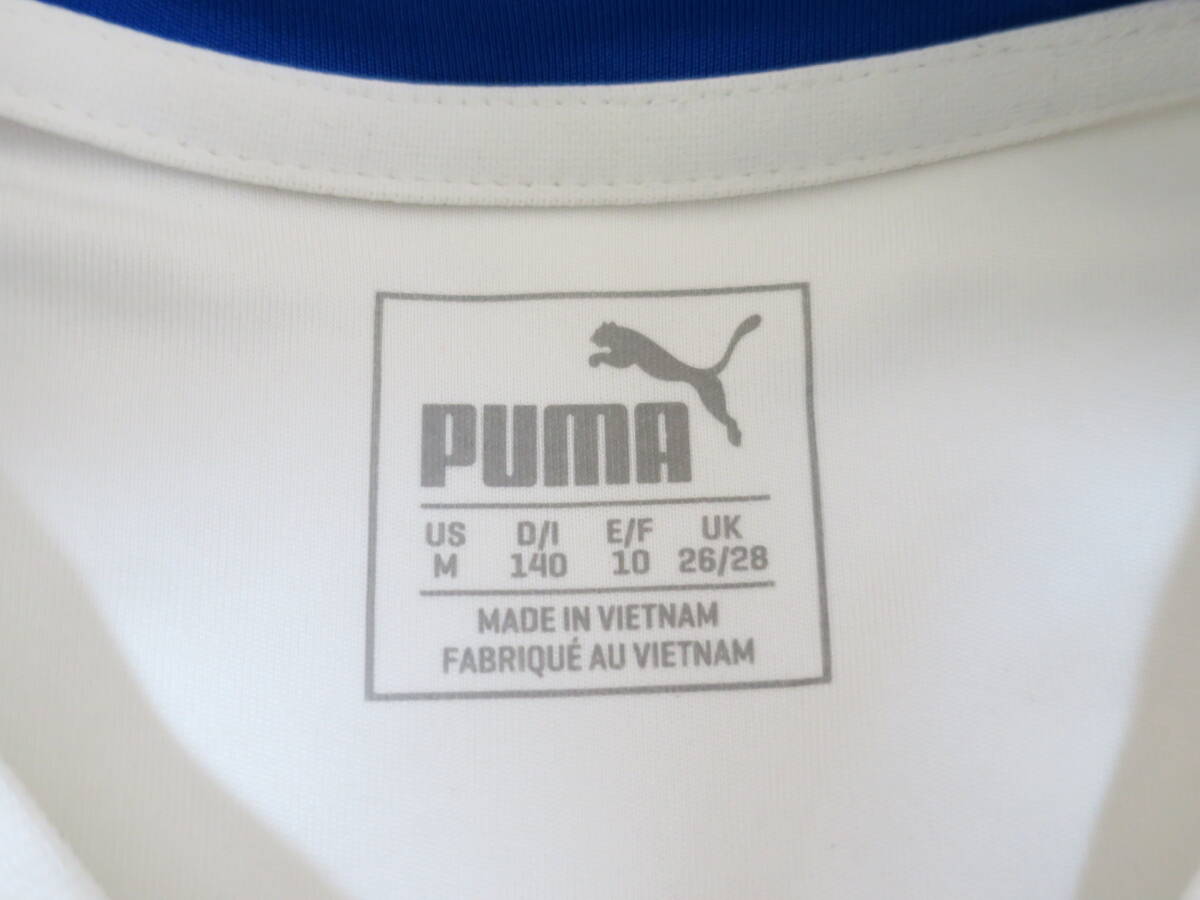 PUMA
US D/I E/F UK
M 140 10 26/28
MADE IN VIETNAM
FABRIQUÉ AU VIETNAM